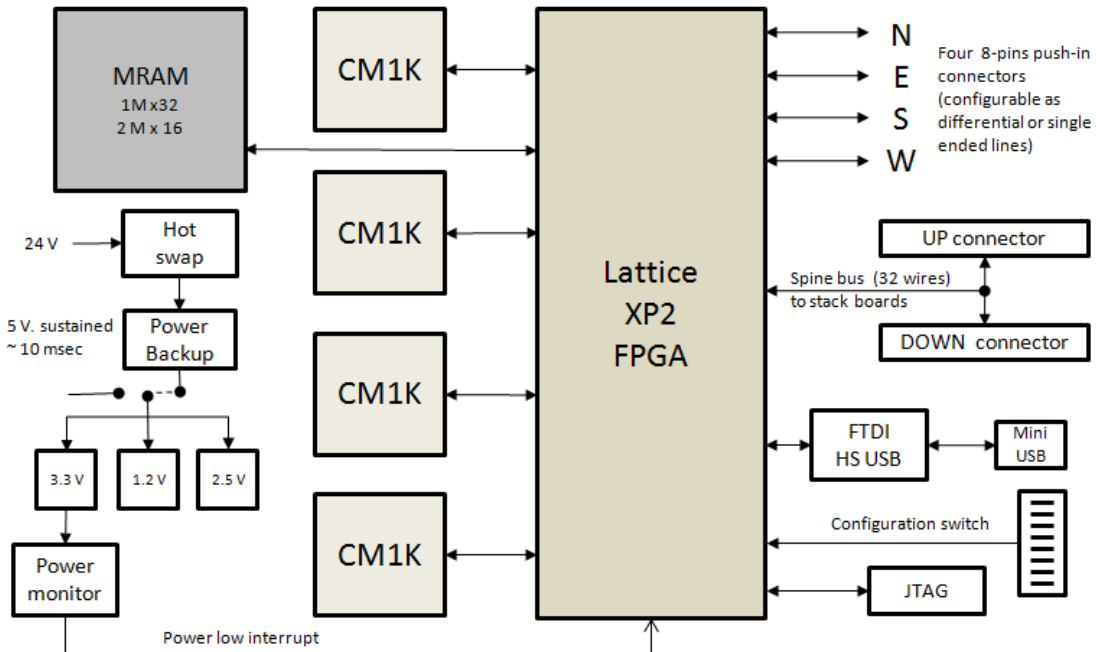 MRAM
1M x32
2 M x 16
CM1K
CM1K
CM1K
CM1K
Lattice
XP2
FPGA
N
E
S
W
Four 8-pins push-in
connectors
(configurable as
differential or single
ended lines)
24 V
Hot
swap
5 V. sustained
~ 10 msec
Power
Backup
3.3 V
1.2 V
2.5 V
Power
monitor
Power low interrupt
UP connector
Spine bus (32 wires)
to stack boards
DOWN connector
FTDI
HS USB
Mini
USB
Configuration switch
JTAG